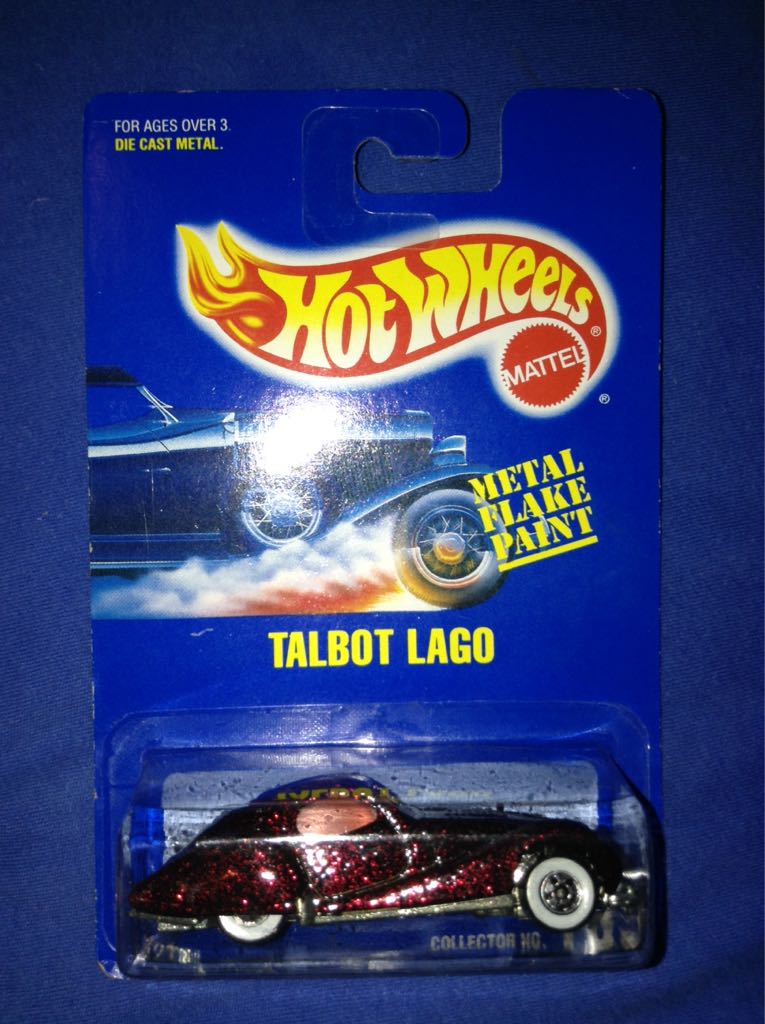 FOR AGES OVER 3.
DIE CAST METAL.
HOT WHEELS®
MATTEL
®
METAL
FLAKE
PAINT
TALBOT LAGO
COLLECTOR NO.